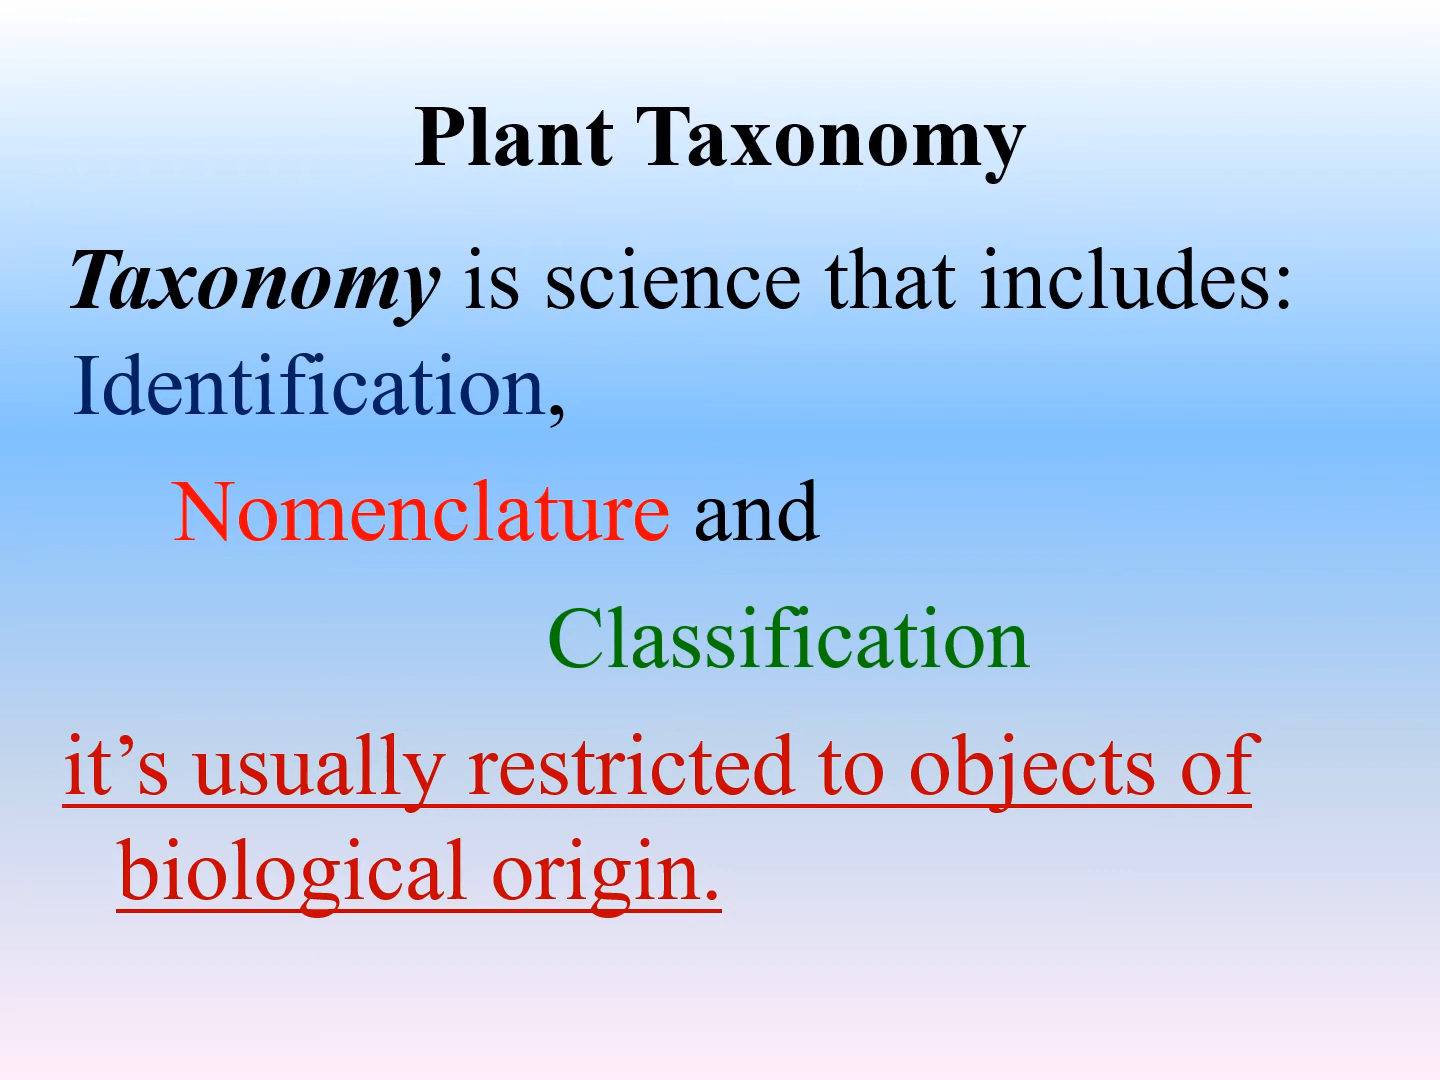 Plant Taxonomy
Taxonomy is science that includes:
Identification,
Nomenclature and
Classification
it’s usually restricted to objects of
biological origin.